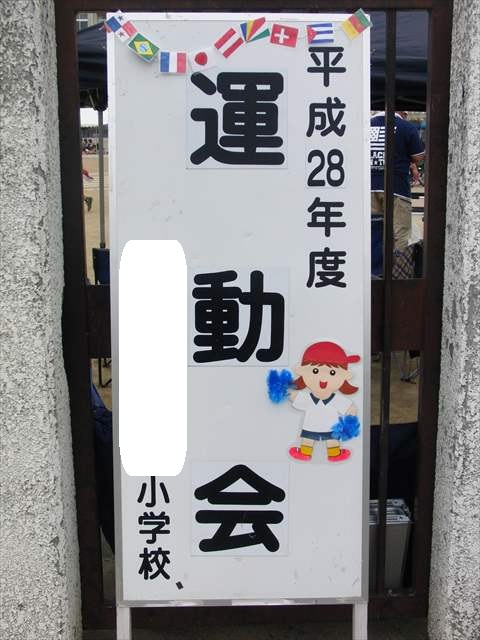 平成28年度
運動会
小学校